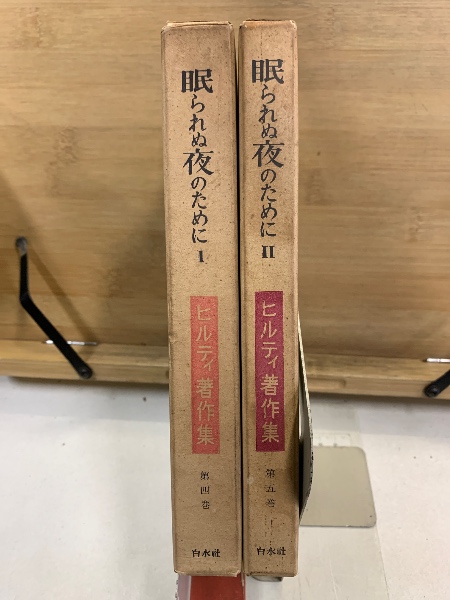 眠られぬ夜のために I
ヒルティ著作集
第四巻
白水社
眠られぬ夜のために II
ヒルティ著作集
第五巻
白水社